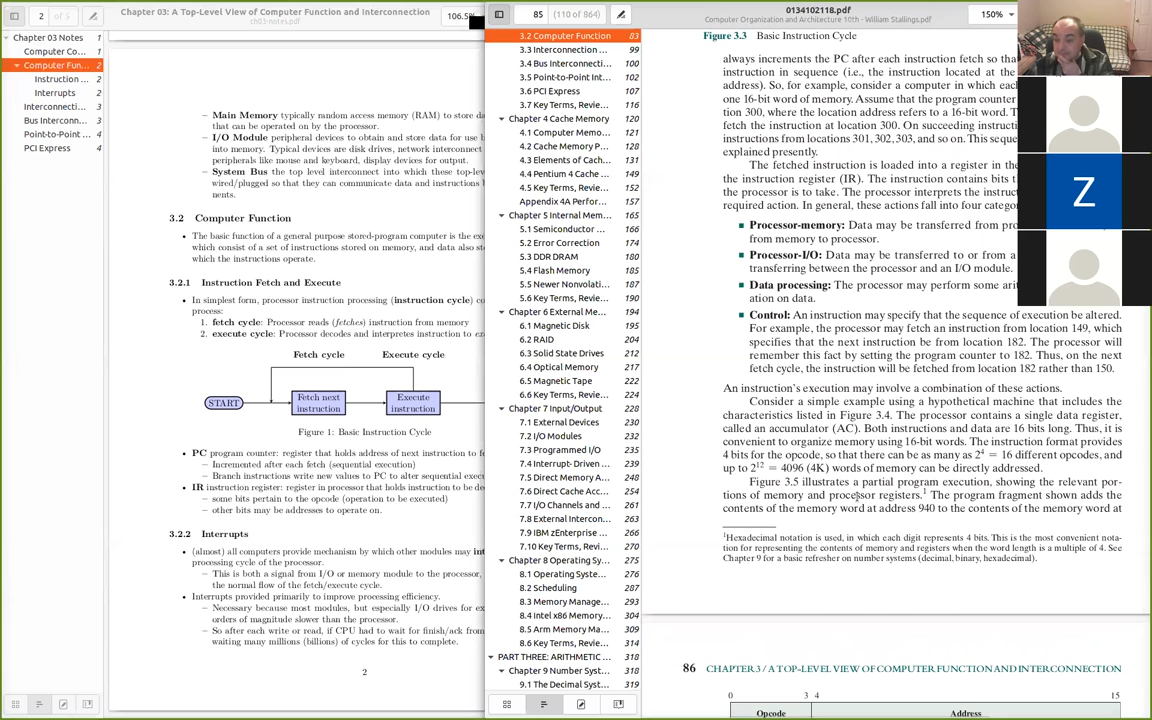 2 of 5
Chapter 03: A Top-Level View of Computer Function and Interconnection
ch03-notes.pdf
106.5%
Chapter 03 Notes 1
Computer Co... 1
Computer Fun... 2
Instruction ... 2
Interrupts 2
Interconnecti... 3
Bus Interconn... 3
Point-to-Point ... 4
PCI Express 4
– Main Memory typically random access memory (RAM) to store da
that can be operated on by the processor.
– I/O Module peripheral devices to obtain and store data for use b
into memory. Typical devices are disk, network interconnect
peripherals like mouse and keyboard, display devices for output.
– System Bus the top level interconnect into which these top-lev
wired/plugged so that they can communicate data and instructions b
nents.
3.2 Computer Function
• The basic function of a general purpose stored-program computer is the exe
which consist of a set of instructions stored on memory, and data also sto
which the instructions operate.
3.2.1 Instruction Fetch and Execute
• In simplest form, processor instruction processing (instruction cycle) co
process:
1. fetch cycle: Processor reads (fetches) instruction from memory
2. execute cycle: Processor decodes and interpretes instruction to ex
Fetch cycle Execute cycle
START
Fetch next
instruction
Execute
instruction
Figure 1: Basic Instruction Cycle
• PC program counter: register that holds address of next instruction to fe
– Incremented after each fetch (sequential execution)
– Branch instructions write new values to PC to alter sequential exec
• IR instruction register: register in processor that holds instruction to be de
– some bits pertain to the opcode (operation to be executed)
– other bits may be addresses to operate on.
3.2.2 Interrupts
• (almost) all computers provide mechanism by which other modules may int
processing cycle of the processor.
– This is both a signal from I/O or memory module to the processor,
the normal flow of the fetch/execute cycle.
• Interrupts provided primarily to improve processing efficiency.
– Necessary because most modules, but especially I/O drives for ex
orders of magnitude slower than the processor.
– So after each write or read, if CPU had to wait for finish/ack from
waiting many millions (billions) of cycles for this to complete.
2
85 (110 of 864)
0134102118.pdf
Computer Organization and Architecture 10th - William Stallings.pdf
150%
3.2 Computer Function 83
3.3 Interconnection ... 99
3.4 Bus Interconnecti... 100
3.5 Point-to-Point Int... 102
3.6 PCI Express 107
3.7 Key Terms, Revie... 116
Chapter 4 Cache Memory 120
4.1 Computer Memo... 121
4.2 Cache Memory P... 128
4.3 Elements of Cach... 131
4.4 Pentium 4 Cache ... 149
4.5 Key Terms, Revie... 152
Appendix 4A Perfor... 157
Chapter 5 Internal Mem... 165
5.1 Semiconductor ... 166
5.2 Error Correction 174
5.3 DDR DRAM 180
5.4 Flash Memory 185
5.5 Newer Nonvolati... 187
5.6 Key Terms, Revie... 190
Chapter 6 External Me... 194
6.1 Magnetic Disk 195
6.2 RAID 204
6.3 Solid State Drives 212
6.4 Optical Memory 217
6.5 Magnetic Tape 222
6.6 Key Terms, Revie... 224
Chapter 7 Input/Output 228
7.1 External Devices 230
7.2 I/O Modules 232
7.3 Programmed I/O 235
7.4 Interrupt- Driven ... 239
7.5 Direct Memory A... 248
7.6 Direct Cache Acc... 254
7.7 I/O Channels and ... 261
7.8 External Intercon... 263
7.9 IBM zEnterprise ... 266
7.10 Key Terms, Revi... 270
Chapter 8 Operating Sy... 275
8.1 Operating Syste... 276
8.2 Scheduling 287
8.3 Memory Manage... 293
8.4 Intel x86 Memory... 304
8.5 Arm Memory Ma... 309
8.6 Key Terms, Revi... 314
PART THREE: ARITHMETIC ... 318
Chapter 9 Number Syst... 318
9.1 The Decimal Syst... 319
Figure 3.3 Basic Instruction Cycle
always increments the PC after each instruction fetch so tha
instruction in sequence (i.e., the instruction located at the
address). So, for example, consider a computer in which each
one 16-bit word of memory. Assume that the program counter
tion 300, where the location address refers to a 16-bit word. T
fetch the instruction at location 300. On succeeding instructi
instructions from locations 301, 302, 303, and so on. This seque
explained presently.
The fetched instruction is loaded into a register in the
the instruction register (IR). The instruction contains bits t
the processor is to take. The processor interprets the instruct
required action. In general, these actions fall into four categor
■ Processor-memory: Data may be transferred from pro
from memory to processor.
■ Processor-I/O: Data may be transferred to or from a
transferring between the processor and an I/O module.
■ Data processing: The processor may perform some arit
ation on data.
■ Control: An instruction may specify that the sequence of execution be altered.
For example, the processor may fetch an instruction from location 149, which
specifies that the next instruction be from location 182. The processor will
remember this fact by setting the program counter to 182. Thus, on the next
fetch cycle, the instruction will be fetched from location 182 rather than 150.
An instruction's execution may involve a combination of these actions.
Consider a simple example using a hypothetical machine that includes the
characteristics listed in Figure 3.4. The processor contains a single data register,
called an accumulator (AC). Both instructions and data are 16 bits long. Thus, it is
convenient to organize memory using 16-bit words. The instruction format provides
4 bits for the opcode, so that there can be as many as 2⁴ = 16 different opcodes, and
up to 2¹² = 4096 (4K) words of memory can be directly addressed.
Figure 3.5 illustrates a partial program execution, showing the relevant por-
tions of memory and processor registers.¹ The program fragment shown adds the
contents of the memory word at address 940 to the contents of the memory word at
¹Hexadecimal notation is used, in which each digit represents 4 bits. This is the most convenient nota-
tion for representing the contents of memory and registers when the word length is a multiple of 4. See
Chapter 9 for a basic refresher on number systems (decimal, binary, hexadecimal).
86 CHAPTER 3 / A TOP-LEVEL VIEW OF COMPUTER FUNCTION AND INTERCONNECTION
0 3 4 15
Opcode Address
Z